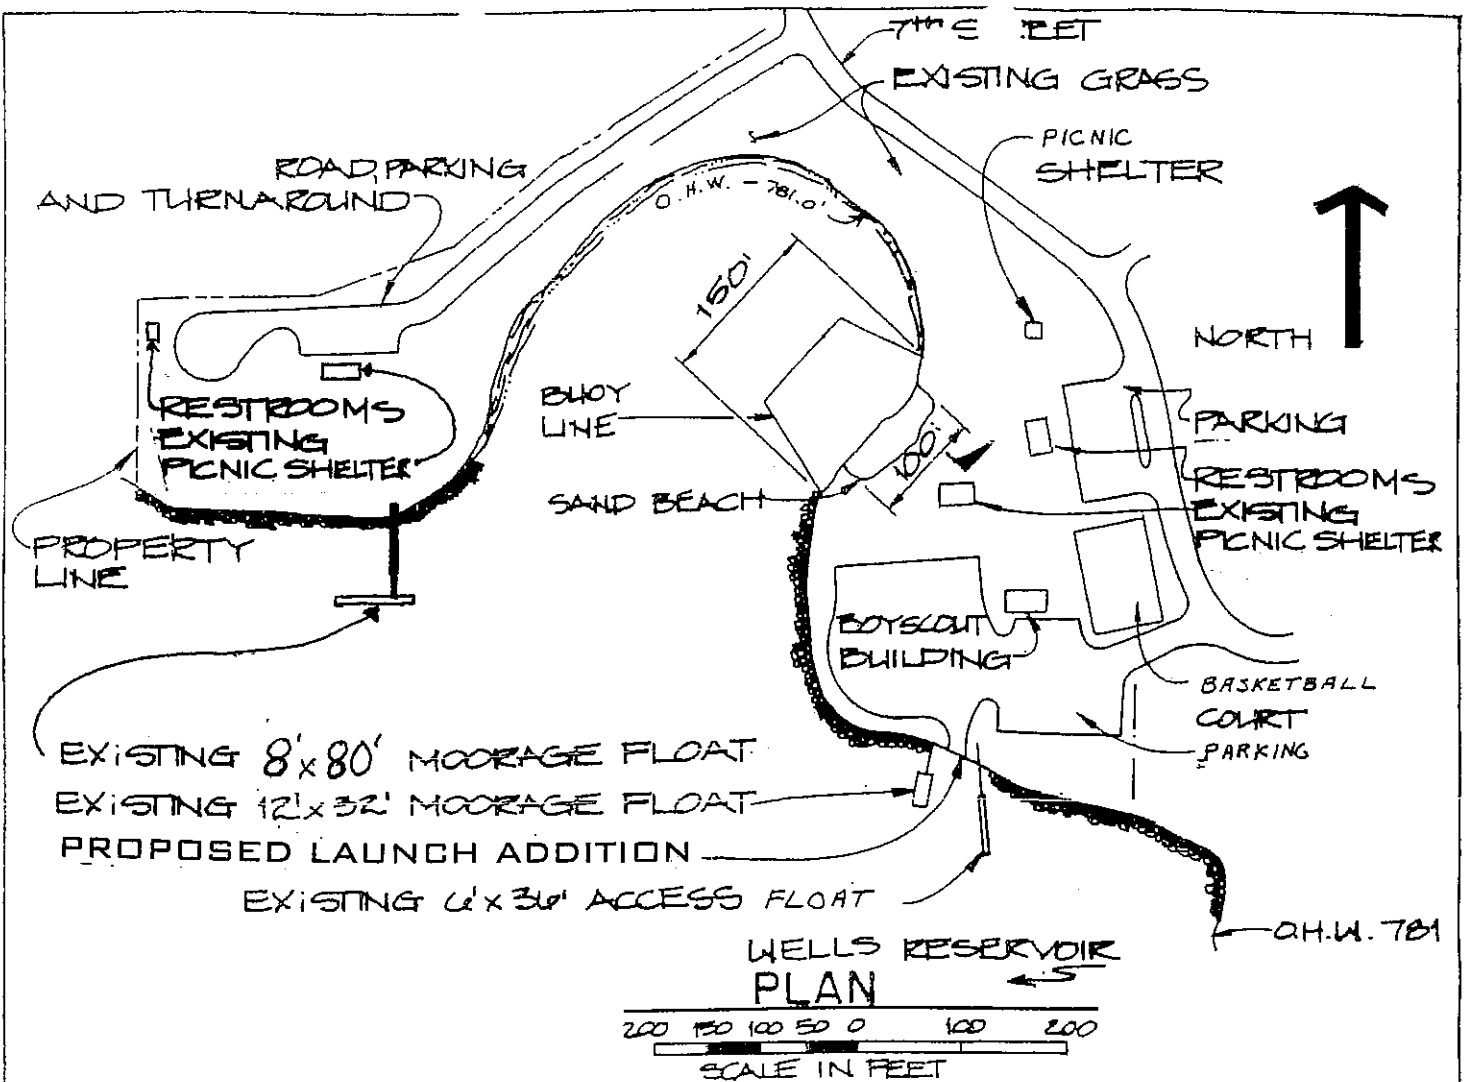 7TH
EXISTING GRASS
PICNIC
SHELTER
ROAD, PARKING
AND TURNAROUND
O.H.W. - 781.0'
150'
NORTH
BUOY
LINE
PARKING
RESTROOMS
EXISTING
PICNIC SHELTER
100'
SAND BEACH
RESTROOMS
EXISTING
PICNIC SHELTER
PROPERTY
LINE
BOYSCOUT
BUILDING
BASKETBALL
COURT
PARKING
EXISTING 8'x80' MOORAGE FLOAT
EXISTING 12'x32' MOORAGE FLOAT
PROPOSED LAUNCH ADDITION
EXISTING 6'x36' ACCESS FLOAT
O.H.W. 781
WELLS RESERVOIR
PLAN
200 150 100 50 0 100 200
SCALE IN FEET